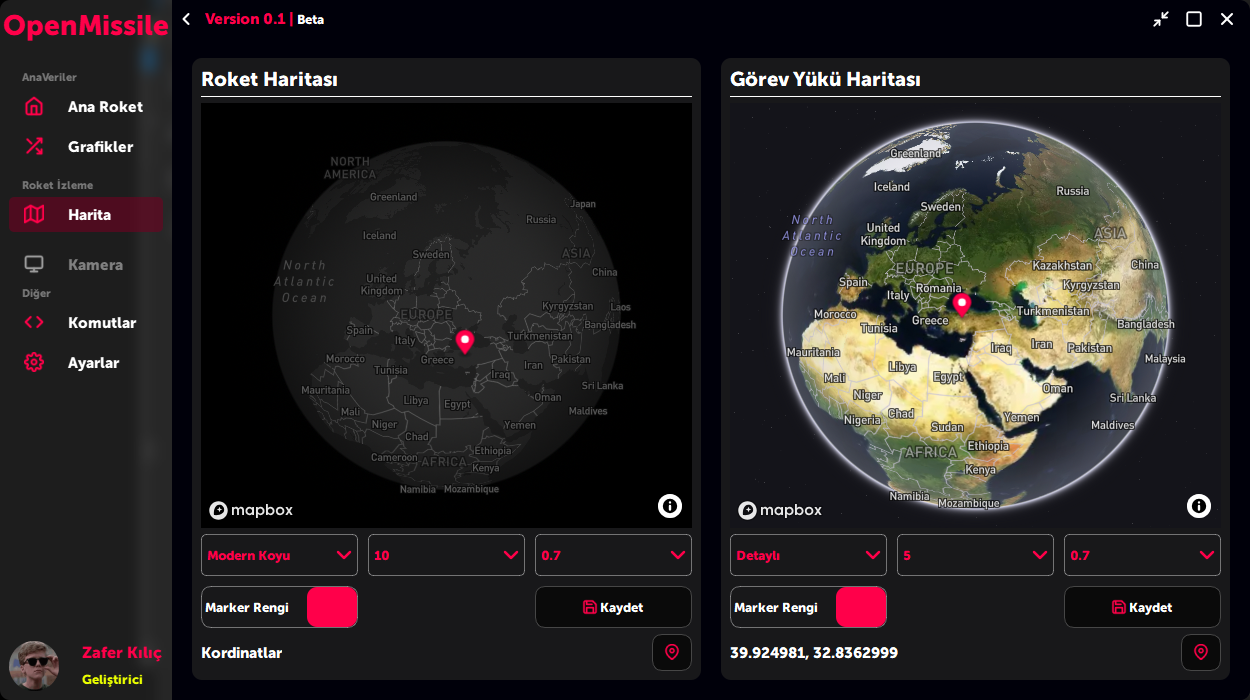 OpenMissile
Version 0.1 | Beta
AnaVeriler
Ana Roket
Grafikler
Roket İzleme
Harita
Kamera
Diğer
Komutlar
Ayarlar
Zafer Kılıç
Geliştirici
Roket Haritası
NORTH
AMERICA
Greenland
Japan
Russia
Iceland
Sweden
ASIA
North
Atlantic
Ocean
China
United
Kingdom
Kyrgyzstan
Laos
EUROPE
Bangladesh
Spain
Italy
Turkmenistan
Morocco
Greece
Pakistan
Tunisia
Iran
Iraq
Mauritania
Sri Lanka
Libya
Egypt
Oman
Mali
Maldives
Niger
Yemen
Chad
Ethiopia
Cameroon
AFRICA
Kenya
Namibia
Mozambique
mapbox
Modern Koyu
10
0.7
Marker Rengi
Kaydet
Kordinatlar
Görev Yükü Haritası
Greenland
Iceland
Russia
Sweden
North
Atlantic
Ocean
United
Kingdom
ASIA
EUROPE
Kazakhstan
China
Spain
Romania
Kyrgyzstan
Italy
Morocco
Greece
Turkmenistan
Tunisia
Bangladesh
Mauritania
Iraq
Iran
Pakistan
Malaysia
Libya
Mali
Egypt
Oman
Niger
Sri Lanka
Nigeria
Chad
Yemen
Sudan
Maldives
Ethiopia
AFRICA
Kenya
Namibia
Mozambique
mapbox
Detaylı
5
0.7
Marker Rengi
Kaydet
39.924981, 32.8362999